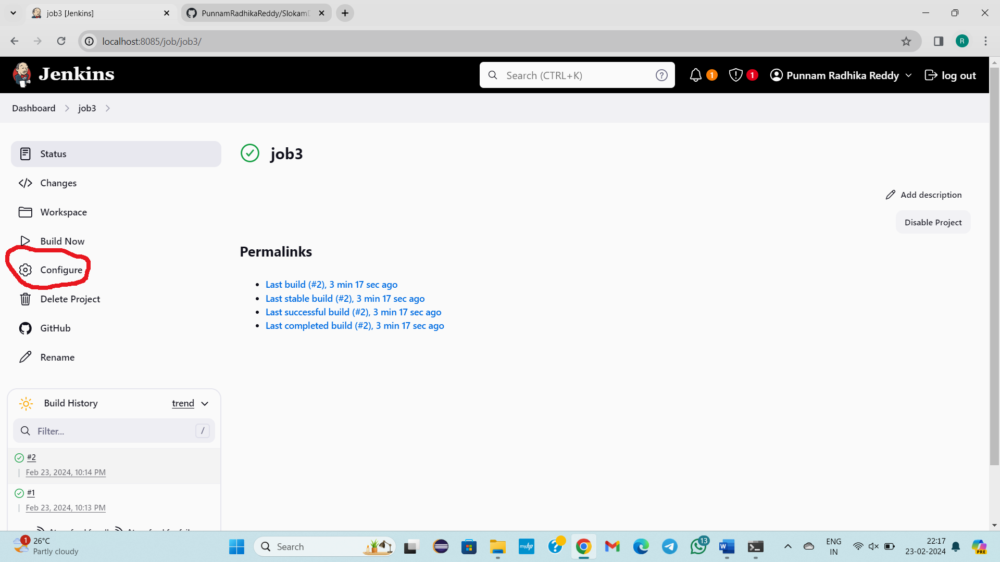 job3 [Jenkins]
PunnamRadhikaReddy/Slokam
localhost:8085/job/job3/
Jenkins
Search (CTRL+K)
?
1
1
Punnam Radhika Reddy
log out
Dashboard
job3
Status
Changes
Workspace
Build Now
Configure
Delete Project
GitHub
Rename
job3
Add description
Disable Project
Permalinks
Last build (#2), 3 min 17 sec ago
Last stable build (#2), 3 min 17 sec ago
Last successful build (#2), 3 min 17 sec ago
Last completed build (#2), 3 min 17 sec ago
Build History
trend
Filter...
/
#2
Feb 23, 2024, 10:14 PM
#1
Feb 23, 2024, 10:13 PM
1
26°C
Partly cloudy
Search
myhp
13
ENG
IN
22:17
23-02-2024
PRE
R